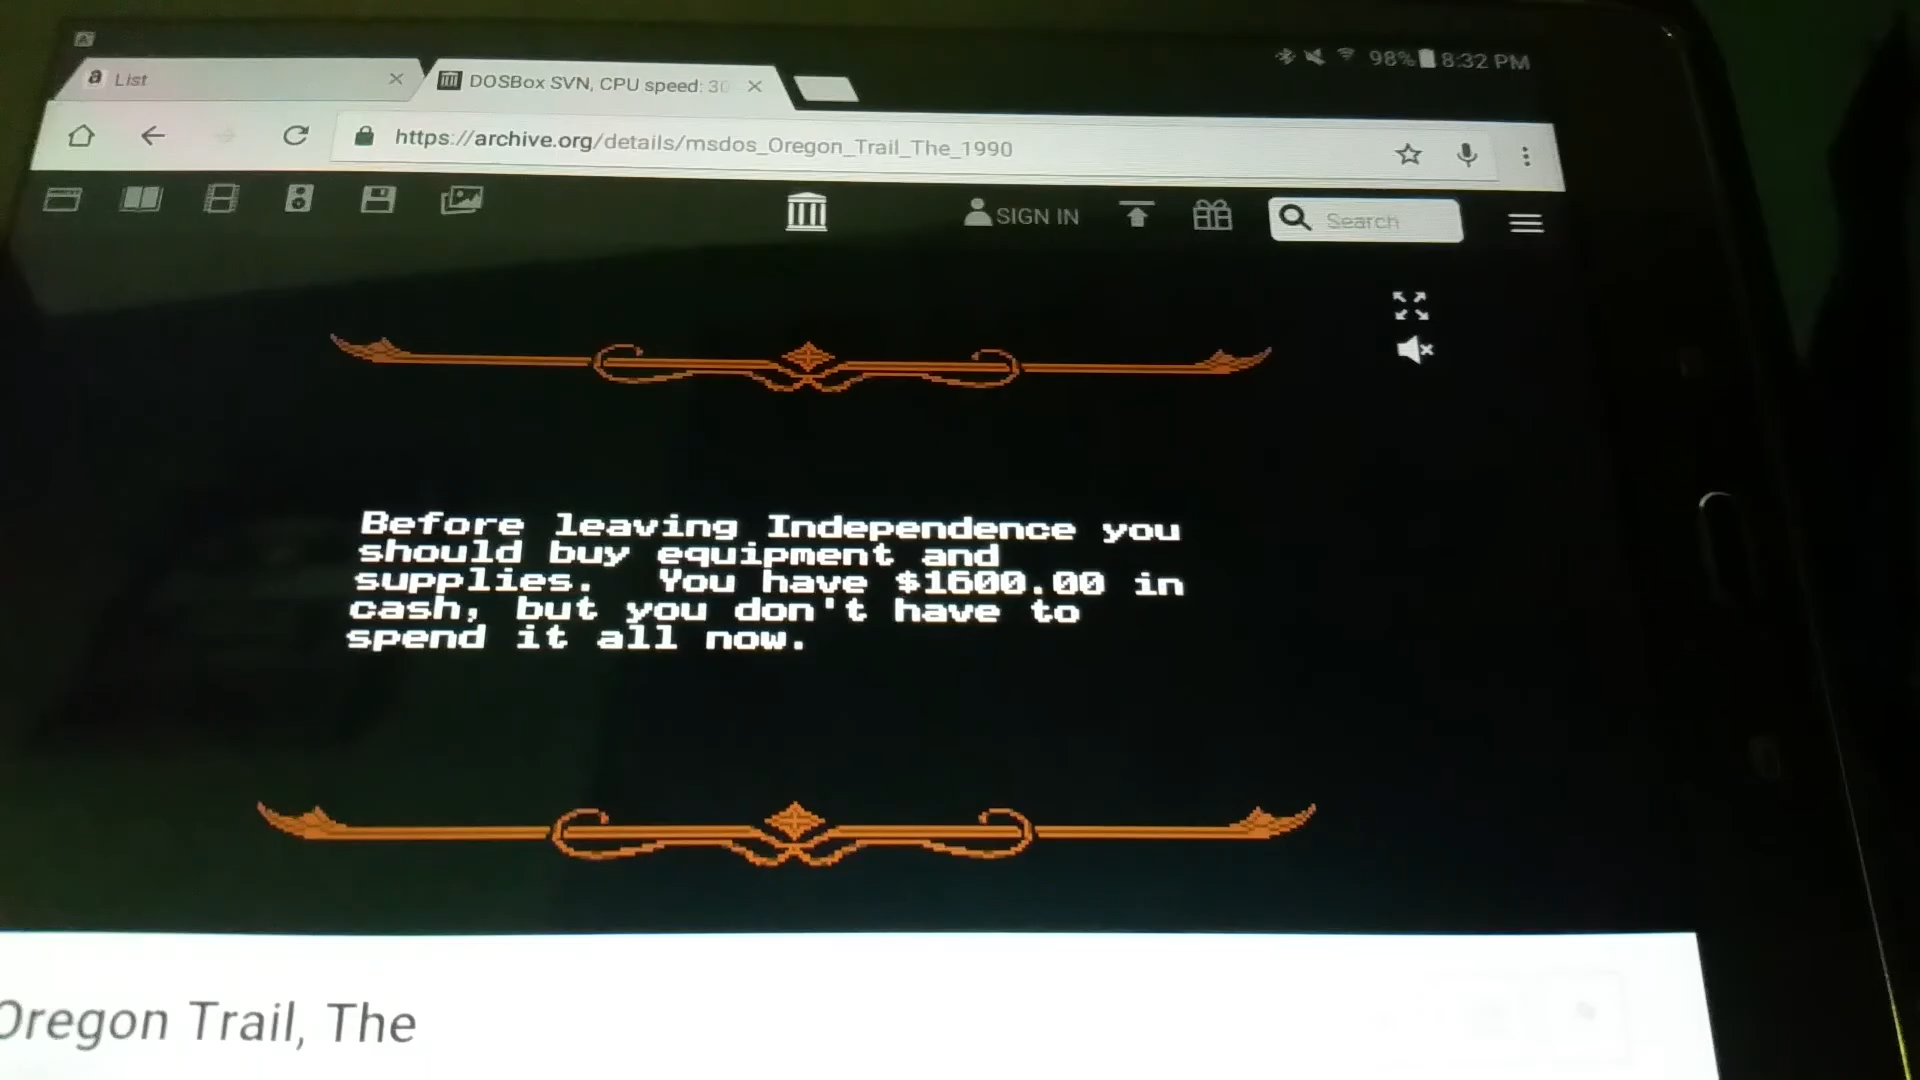 98% 8:32 PM
a List
DOSBox SVN, CPU speed: 30
https://archive.org/details/msdos_Oregon_Trail_The_1990
SIGN IN
Search
Before leaving Independence you
should buy equipment and
supplies. You have $1600.00 in
cash, but you don't have to
spend it all now.
Oregon Trail, The